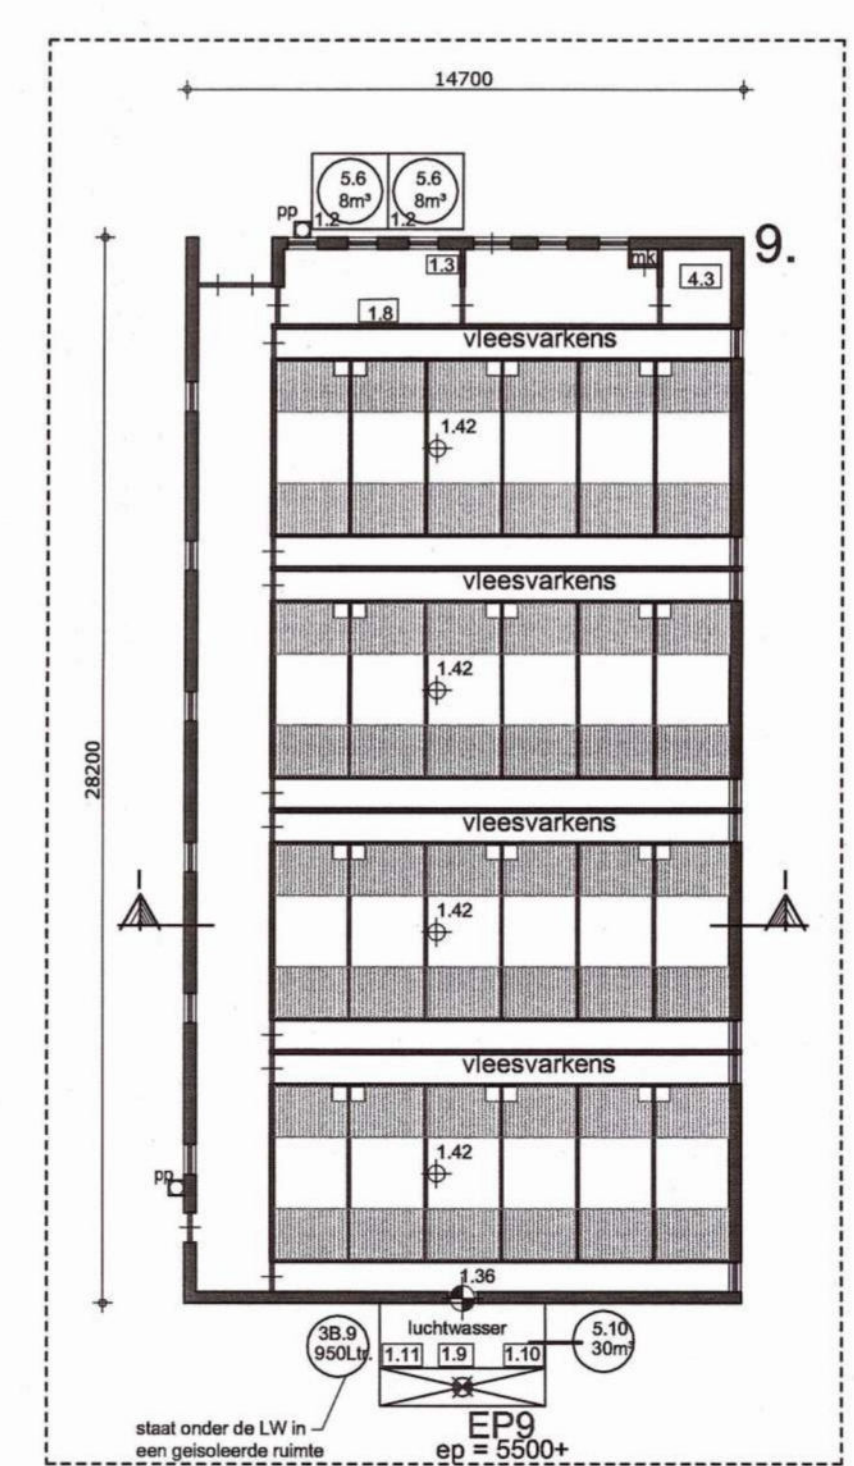 14700
5.6
8m³
5.6
8m³
pp
1.2
1.2
9.
1.3
mk
4.3
1.8
vleesvarkens
1.42
vleesvarkens
1.42
28200
vleesvarkens
I
I
1.42
vleesvarkens
1.42
pp
1.36
luchtwasser
3B.9
950Ltr.
1.11
1.9
1.10
5.10
30m³
EP9
ep = 5500+
staat onder de LW in
een geisoleerde ruimte